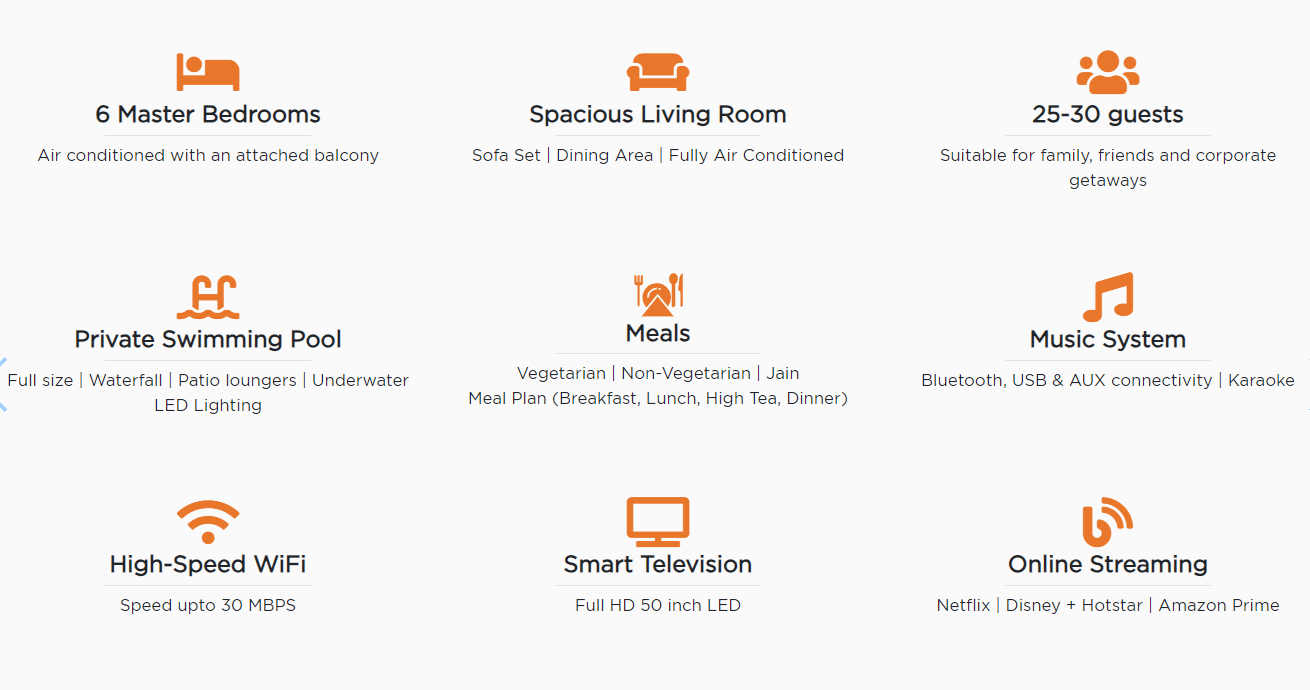 6 Master Bedrooms
Air conditioned with an attached balcony
Spacious Living Room
Sofa Set | Dining Area | Fully Air Conditioned
25-30 guests
Suitable for family, friends and corporate
getaways
Private Swimming Pool
Full size | Waterfall | Patio loungers | Underwater
LED Lighting
Meals
Vegetarian | Non-Vegetarian | Jain
Meal Plan (Breakfast, Lunch, High Tea, Dinner)
Music System
Bluetooth, USB & AUX connectivity | Karaoke
High-Speed WiFi
Speed upto 30 MBPS
Smart Television
Full HD 50 inch LED
Online Streaming
Netflix | Disney + Hotstar | Amazon Prime